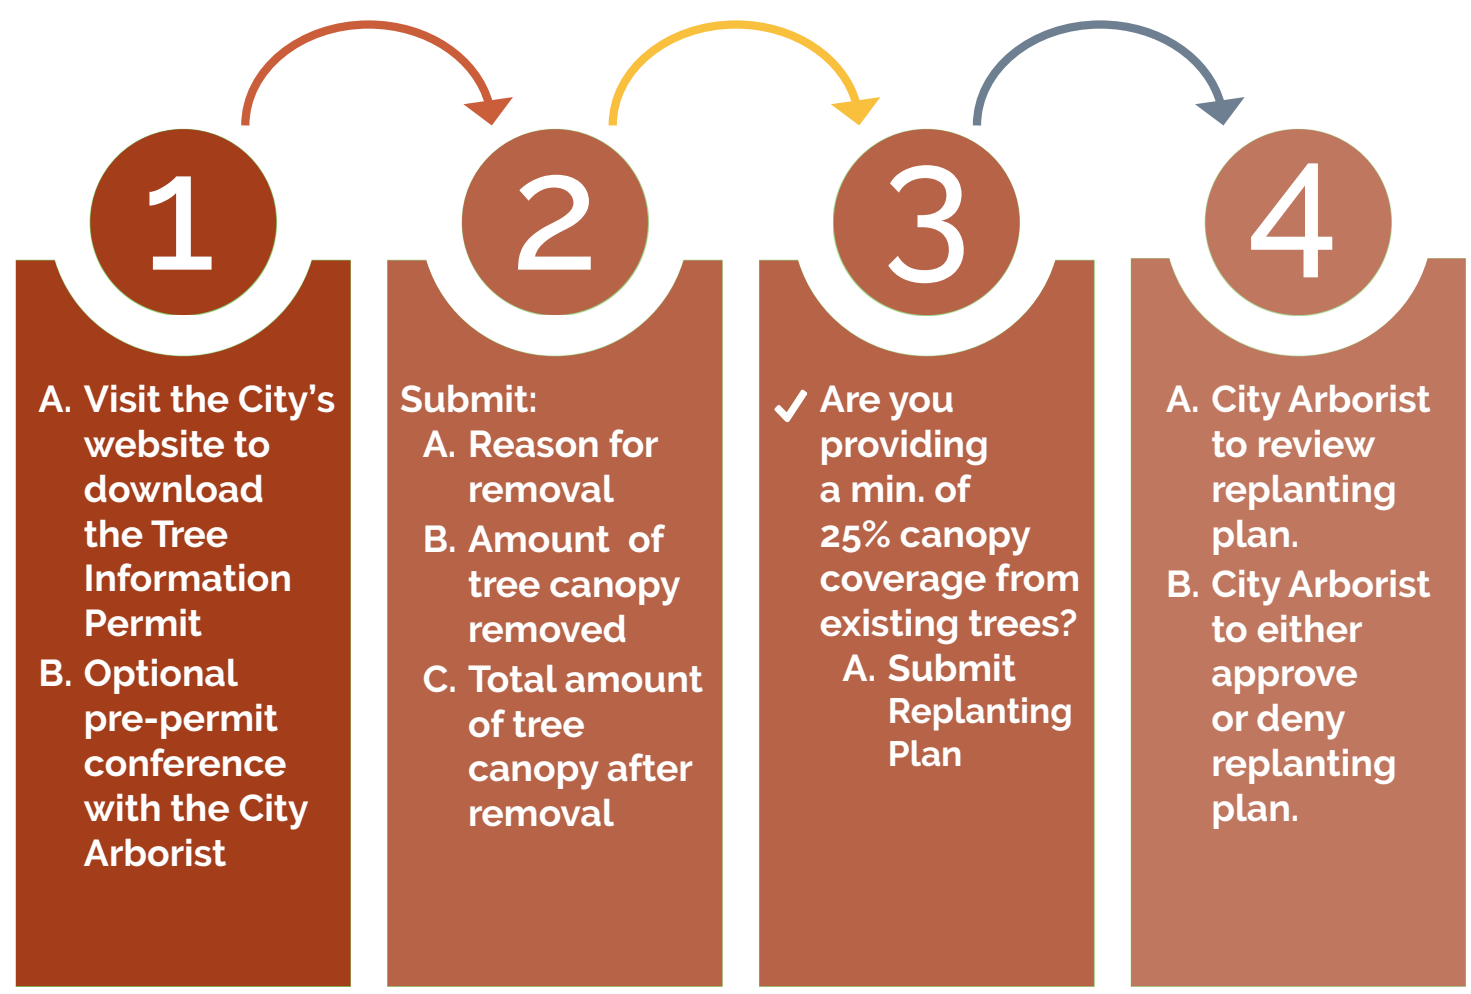 1
A. Visit the City’s
website to
download
the Tree
Information
Permit
B. Optional
pre-permit
conference
with the City
Arborist
2
Submit:
A. Reason for
removal
B. Amount of
tree canopy
removed
C. Total amount
of tree
canopy after
removal
3
✓ Are you
providing
a min. of
25% canopy
coverage from
existing trees?
A. Submit
Replanting
Plan
4
A. City Arborist
to review
replanting
plan.
B. City Arborist
to either
approve
or deny
replanting
plan.